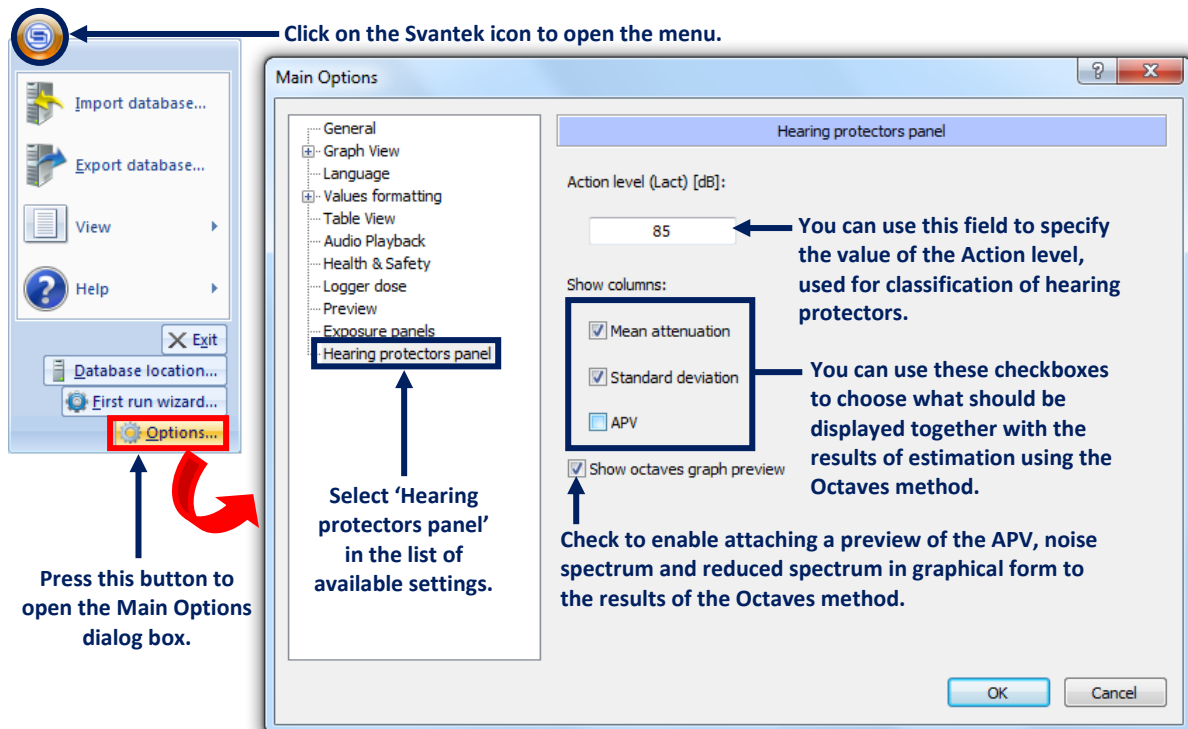 Click on the Svantek icon to open the menu.
Import database...
Export database...
View
Help
Exit
Database location...
First run wizard...
Options...
Press this button to
open the Main Options
dialog box.
Main Options
General
Graph View
Language
Values formatting
Table View
Audio Playback
Health & Safety
Logger dose
Preview
Exposure panels
Hearing protectors panel
Select ‘Hearing
protectors panel’
in the list of
available settings.
Hearing protectors panel
Action level (Lact) [dB]:
85
You can use this field to specify
the value of the Action level,
used for classification of hearing
protectors.
Show columns:
Mean attenuation
Standard deviation
APV
You can use these checkboxes
to choose what should be
displayed together with the
results of estimation using the
Octaves method.
Show octaves graph preview
Check to enable attaching a preview of the APV, noise
spectrum and reduced spectrum in graphical form to
the results of the Octaves method.
OK
Cancel